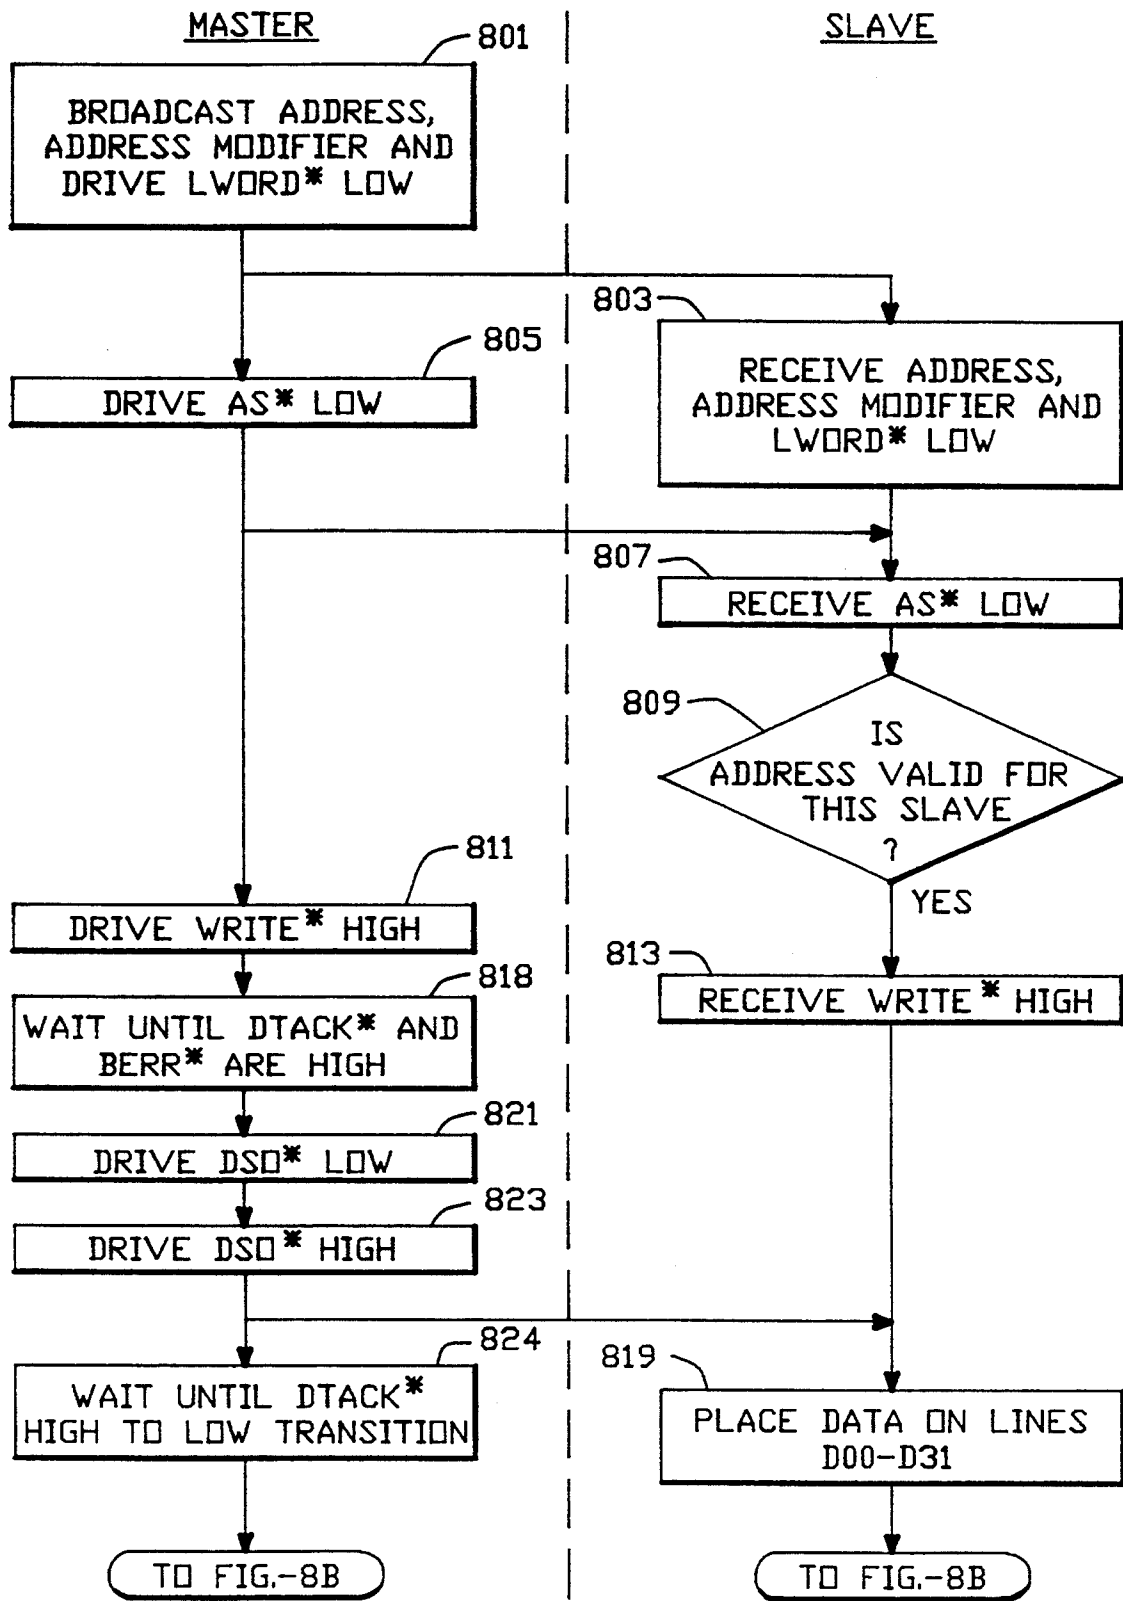 MASTER
SLAVE
801
BROADCAST ADDRESS,
ADDRESS MODIFIER AND
DRIVE LWORD* LOW
803
RECEIVE ADDRESS,
ADDRESS MODIFIER AND
LWORD* LOW
805
DRIVE AS* LOW
807
RECEIVE AS* LOW
809
IS
ADDRESS VALID FOR
THIS SLAVE
?
YES
811
DRIVE WRITE* HIGH
813
RECEIVE WRITE* HIGH
818
WAIT UNTIL DTACK* AND
BERR* ARE HIGH
821
DRIVE DSO* LOW
823
DRIVE DSO* HIGH
824
WAIT UNTIL DTACK*
HIGH TO LOW TRANSITION
819
PLACE DATA ON LINES
D00-D31
TO FIG.-8B
TO FIG.-8B